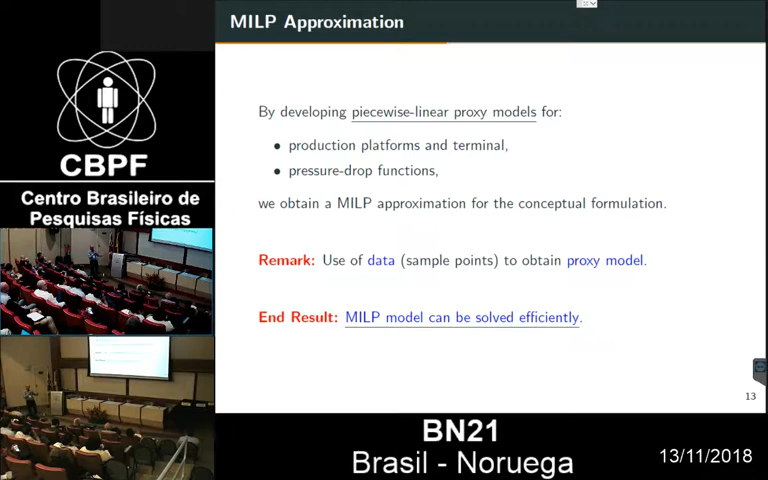 MILP Approximation
By developing piecewise-linear proxy models for:
• production platforms and terminal,
• pressure-drop functions,
we obtain a MILP approximation for the conceptual formulation.
Remark: Use of data (sample points) to obtain proxy model.
End Result: MILP model can be solved efficiently.
13
CBPF
Centro Brasileiro de
Pesquisas Físicas
BN21
Brasil - Noruega
13/11/2018